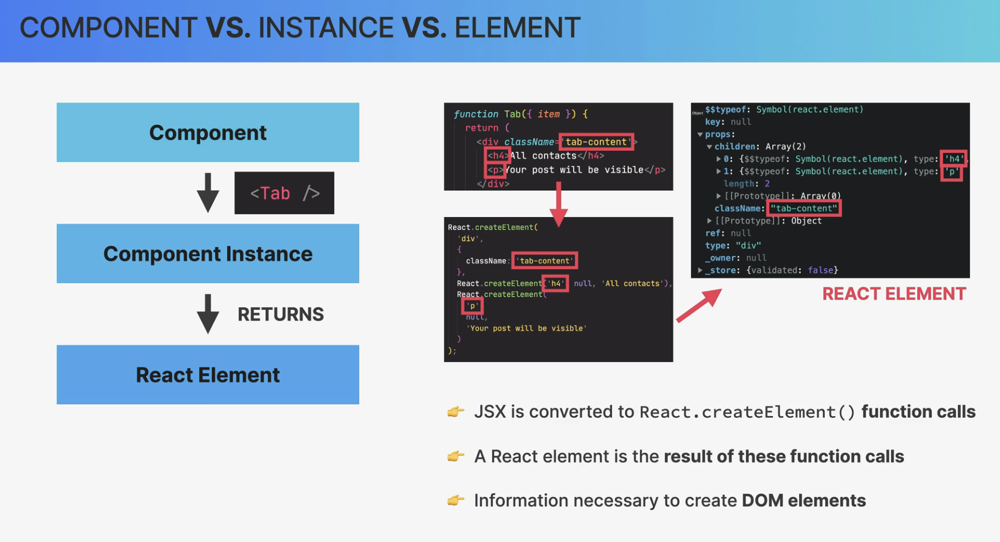 COMPONENT VS. INSTANCE VS. ELEMENT
Component
<Tab />
Component Instance
RETURNS
React Element
function Tab({ item }) {
return (
<div className='tab-content'>
<h4>All contacts</h4>
<p>Your post will be visible</p>
</div>
React.createElement(
'div',
{
className: 'tab-content'
},
React.createElement('h4' null, 'All contacts'),
React.createElement(
'p'
null,
'Your post will be visible'
)
);
Object
$$typeof: Symbol(react.element)
key: null
props:
children: Array(2)
0: {$$typeof: Symbol(react.element), type: 'h4',
1: {$$typeof: Symbol(react.element), type: 'p'
length: 2
[[Prototype]]: Array(0)
className: "tab-content"
[[Prototype]]: Object
ref: null
type: "div"
_owner: null
_store: {validated: false}
REACT ELEMENT
👉 JSX is converted to React.createElement() function calls
👉 A React element is the result of these function calls
👉 Information necessary to create DOM elements